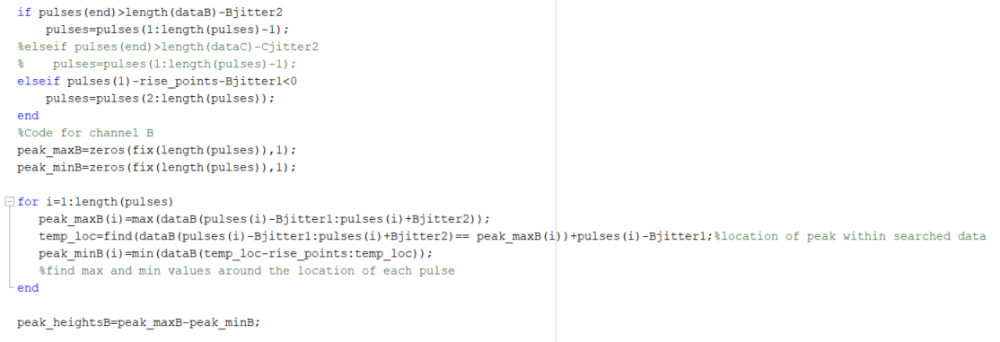 if pulses(end)>length(dataB)-Bjitter2
pulses=pulses(1:length(pulses)-1);
%elseif pulses(end)>length(dataC)-Cjitter2
%    pulses=pulses(1:length(pulses)-1);
elseif pulses(1)-rise_points-Bjitter1<0
pulses=pulses(2:length(pulses));
end
%Code for channel B
peak_maxB=zeros(fix(length(pulses)),1);
peak_minB=zeros(fix(length(pulses)),1);
for i=1:length(pulses)
peak_maxB(i)=max(dataB(pulses(i)-Bjitter1:pulses(i)+Bjitter2));
temp_loc=find(dataB(pulses(i)-Bjitter1:pulses(i)+Bjitter2)== peak_maxB(i))+pulses(i)-Bjitter1;%location of peak within searched data
peak_minB(i)=min(dataB(temp_loc-rise_points:temp_loc));
%find max and min values around the location of each pulse
end
peak_heightsB=peak_maxB-peak_minB;